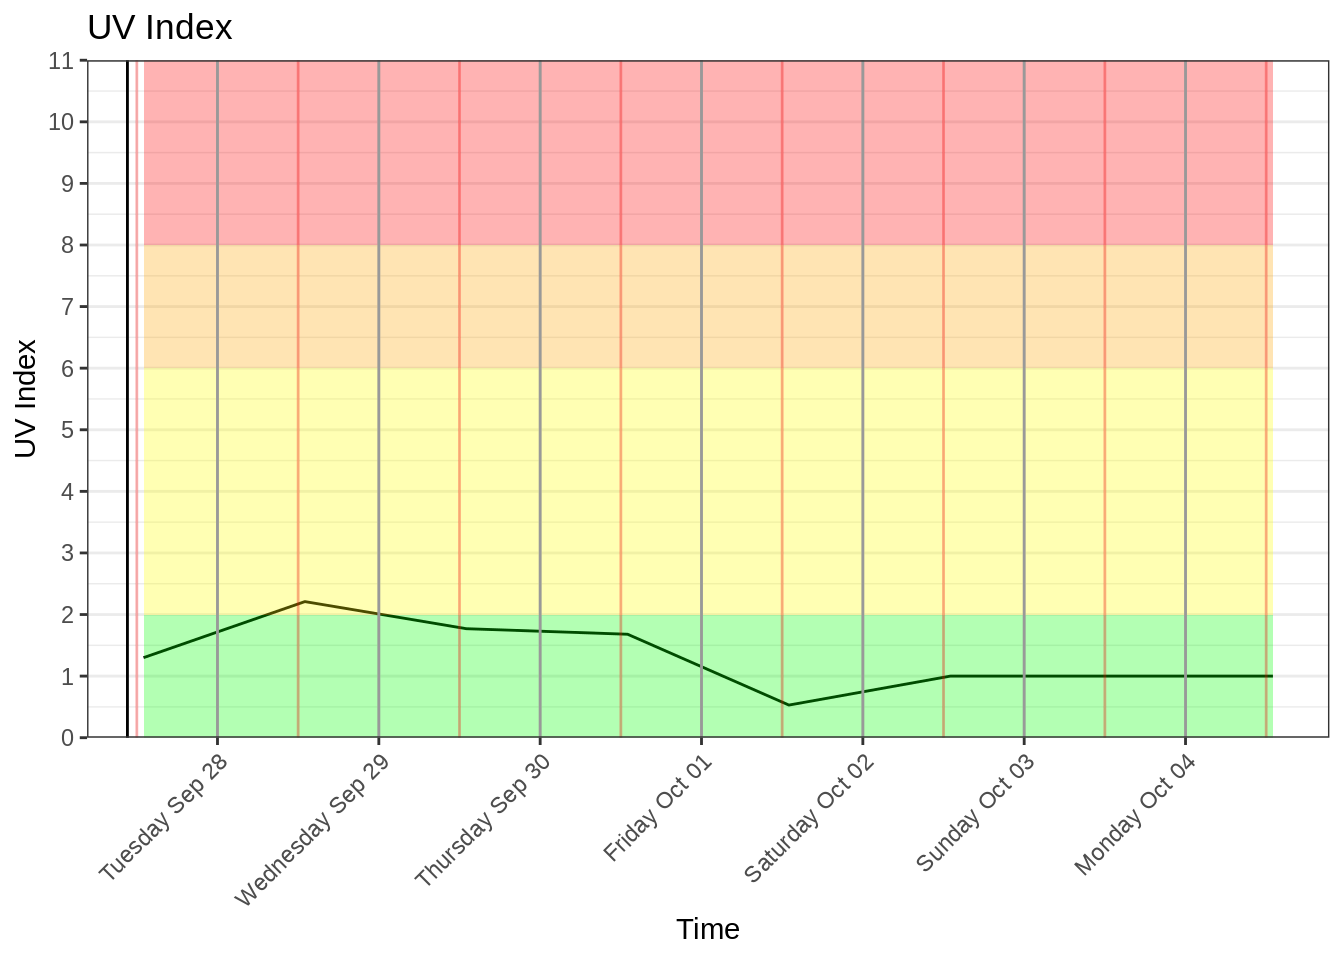 UV Index
11
10
9
8
7
6
5
4
3
2
1
0
UV Index
Tuesday Sep 28
Wednesday Sep 29
Thursday Sep 30
Friday Oct 01
Saturday Oct 02
Sunday Oct 03
Monday Oct 04
Time